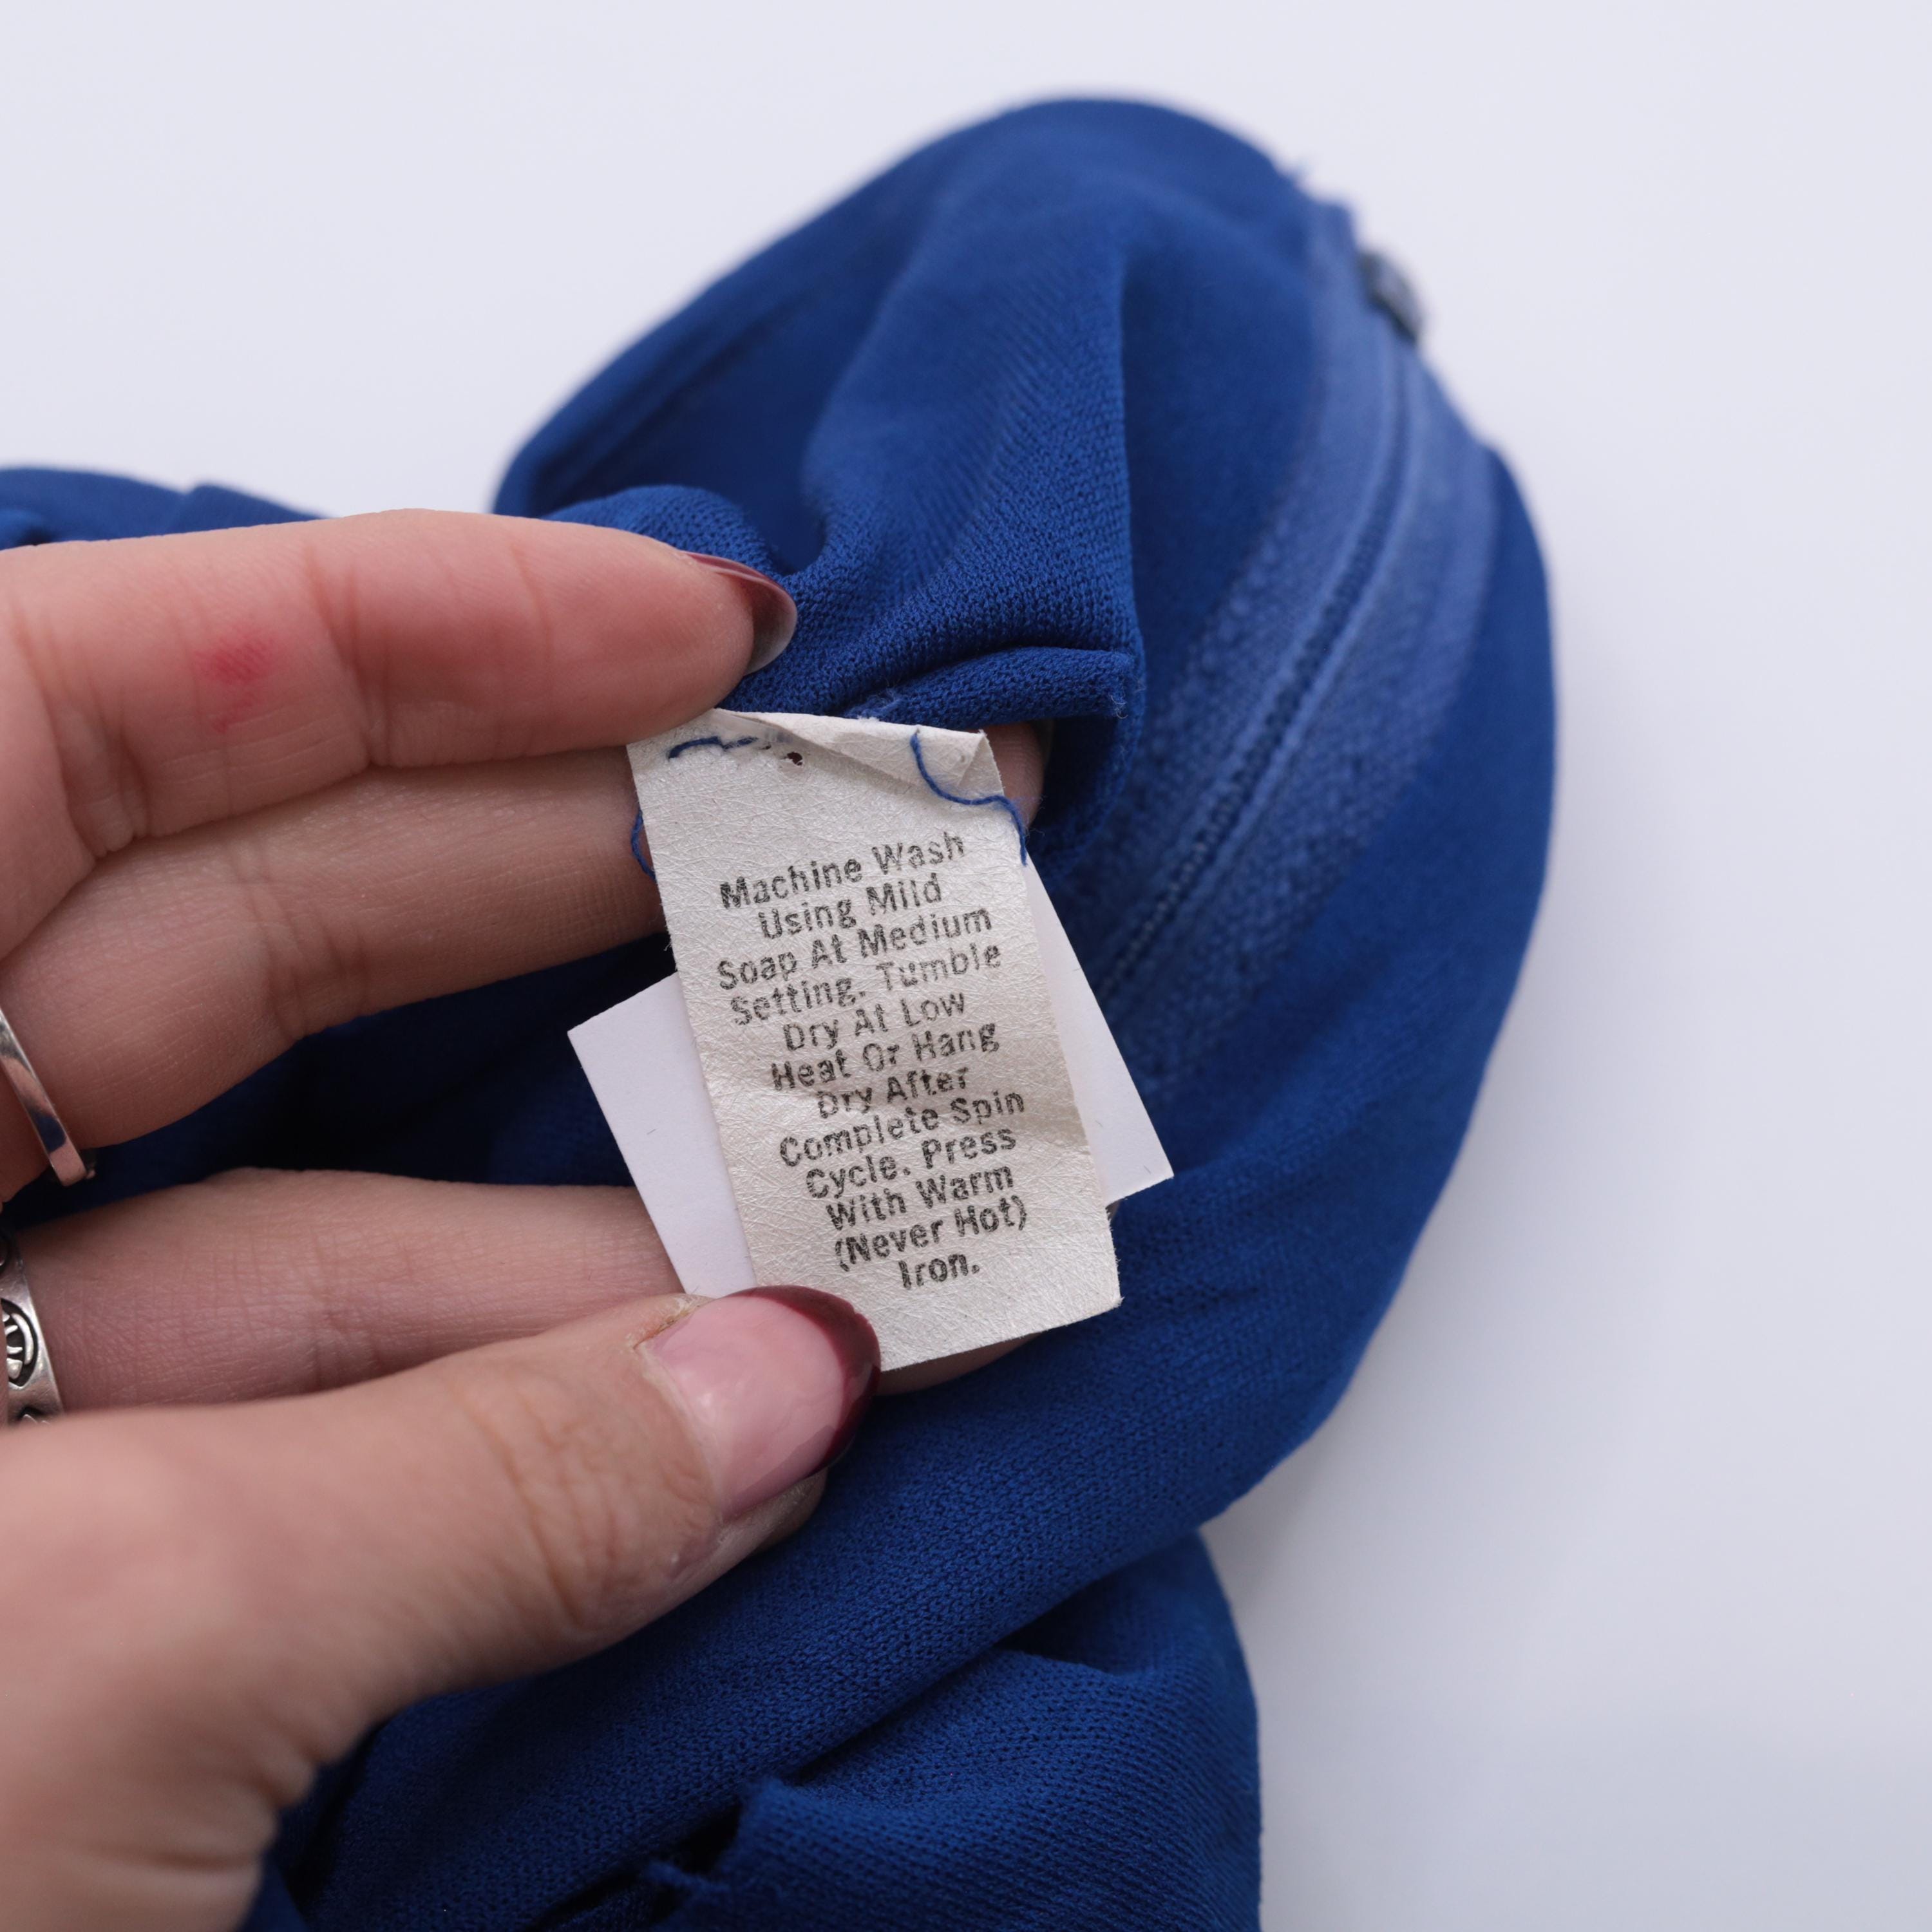 Machine Wash
Using Mild
Soap At Medium
Setting. Tumble
Dry At Low
Heat Or Hang
Dry After
Complete Spin
Cycle. Press
With Warm
(Never Hot)
Iron.